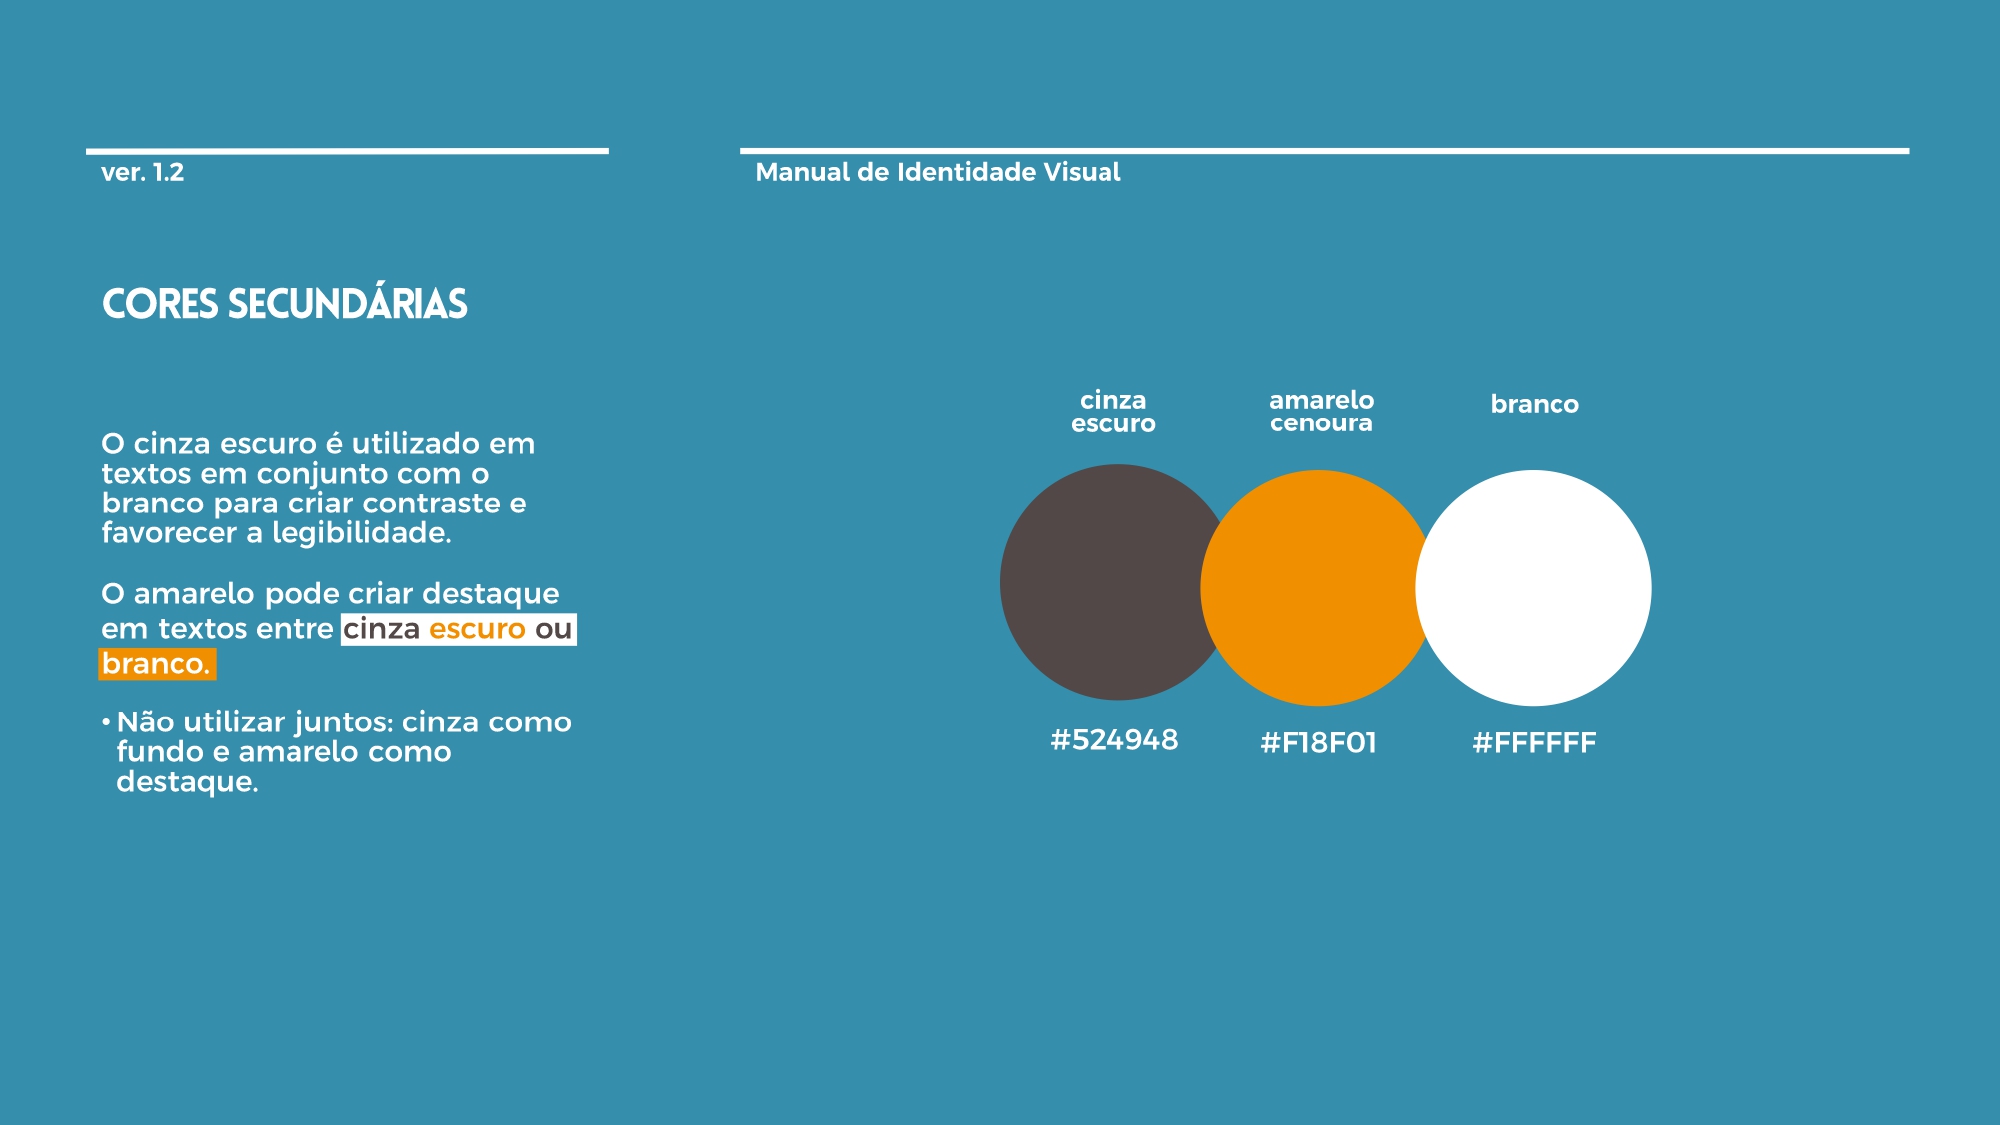 ver. 1.2
Manual de Identidade Visual
CORES SECUNDÁRIAS
O cinza escuro é utilizado em
textos em conjunto com o
branco para criar contraste e
favorecer a legibilidade.
O amarelo pode criar destaque
em textos entre cinza escuro ou
branco.
• Não utilizar juntos: cinza como
fundo e amarelo como
destaque.
cinza
escuro
amarelo
cenoura
branco
#524948
#F18F01
#FFFFFF